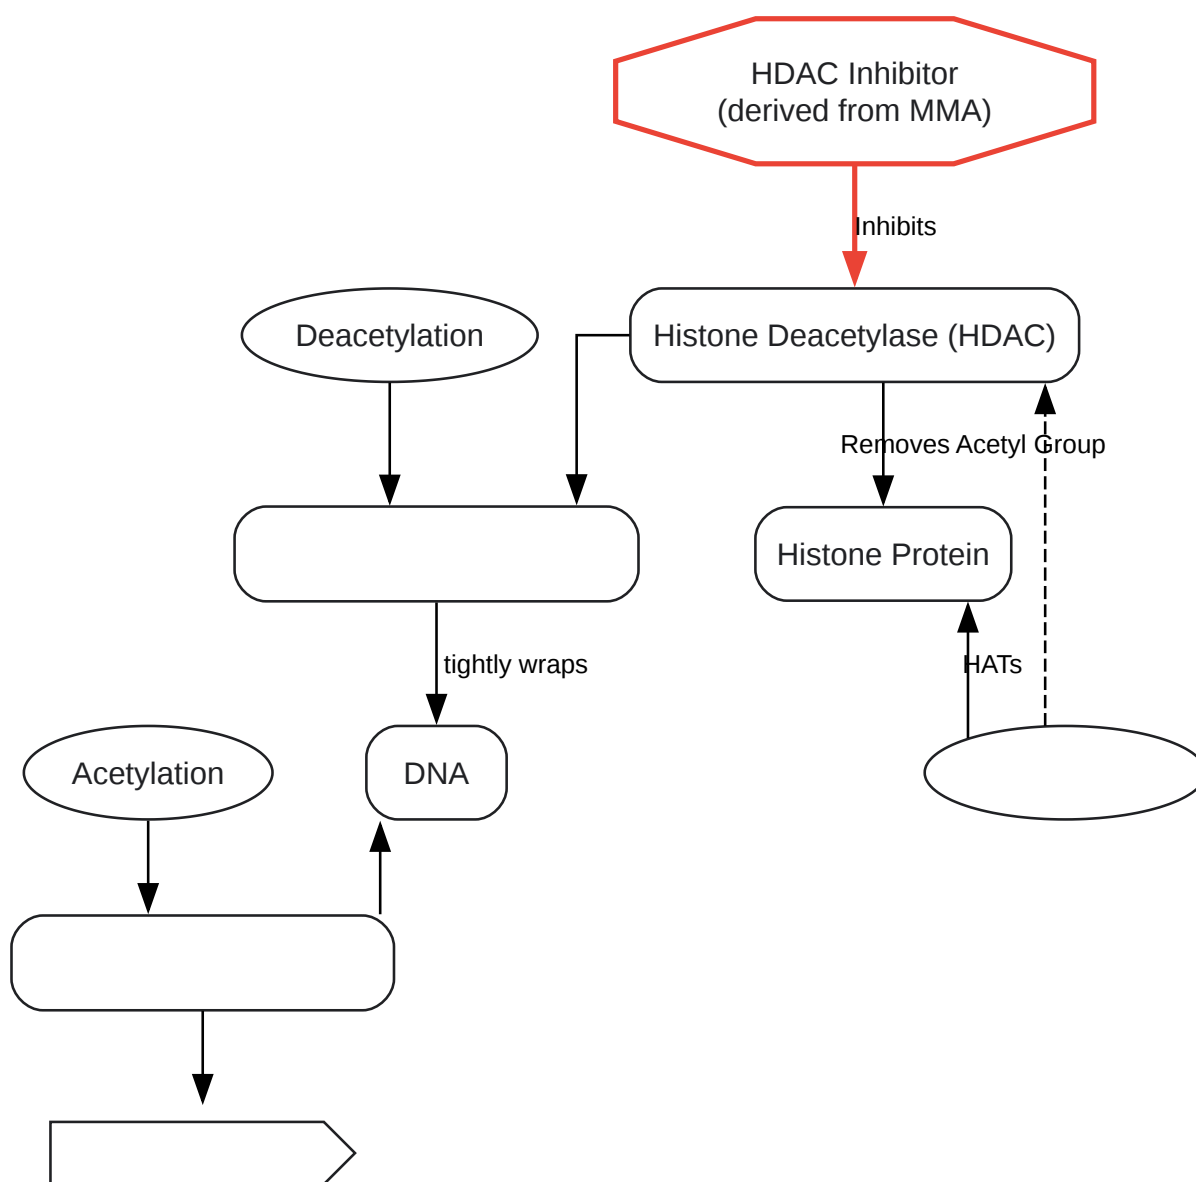 HDAC Inhibitor
(derived from MMA)
Inhibits
Deacetylation
Histone Deacetylase (HDAC)
Removes Acetyl Group
Histone Protein
tightly wraps
HATs
Acetylation
DNA